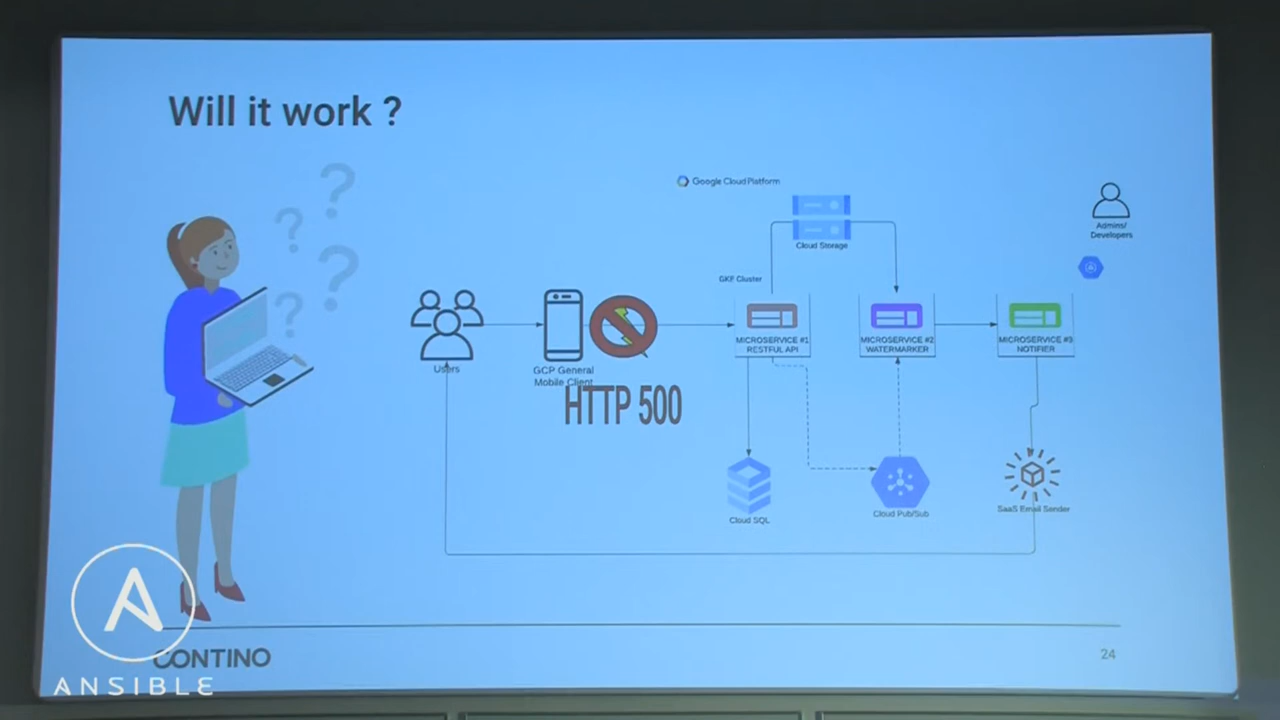 Will it work ?
? ? ? ?
Google Cloud Platform
Cloud Storage
Admins/
Developers
GKE Cluster
Users
GCP General
Mobile Client
HTTP 500
MICROSERVICE #1
RESTFUL API
MICROSERVICE #2
WATERMARKER
MICROSERVICE #3
NOTIFIER
Cloud SQL
Cloud Pub/Sub
SaaS Email Sender
CONTINO
24
ANSIBLE